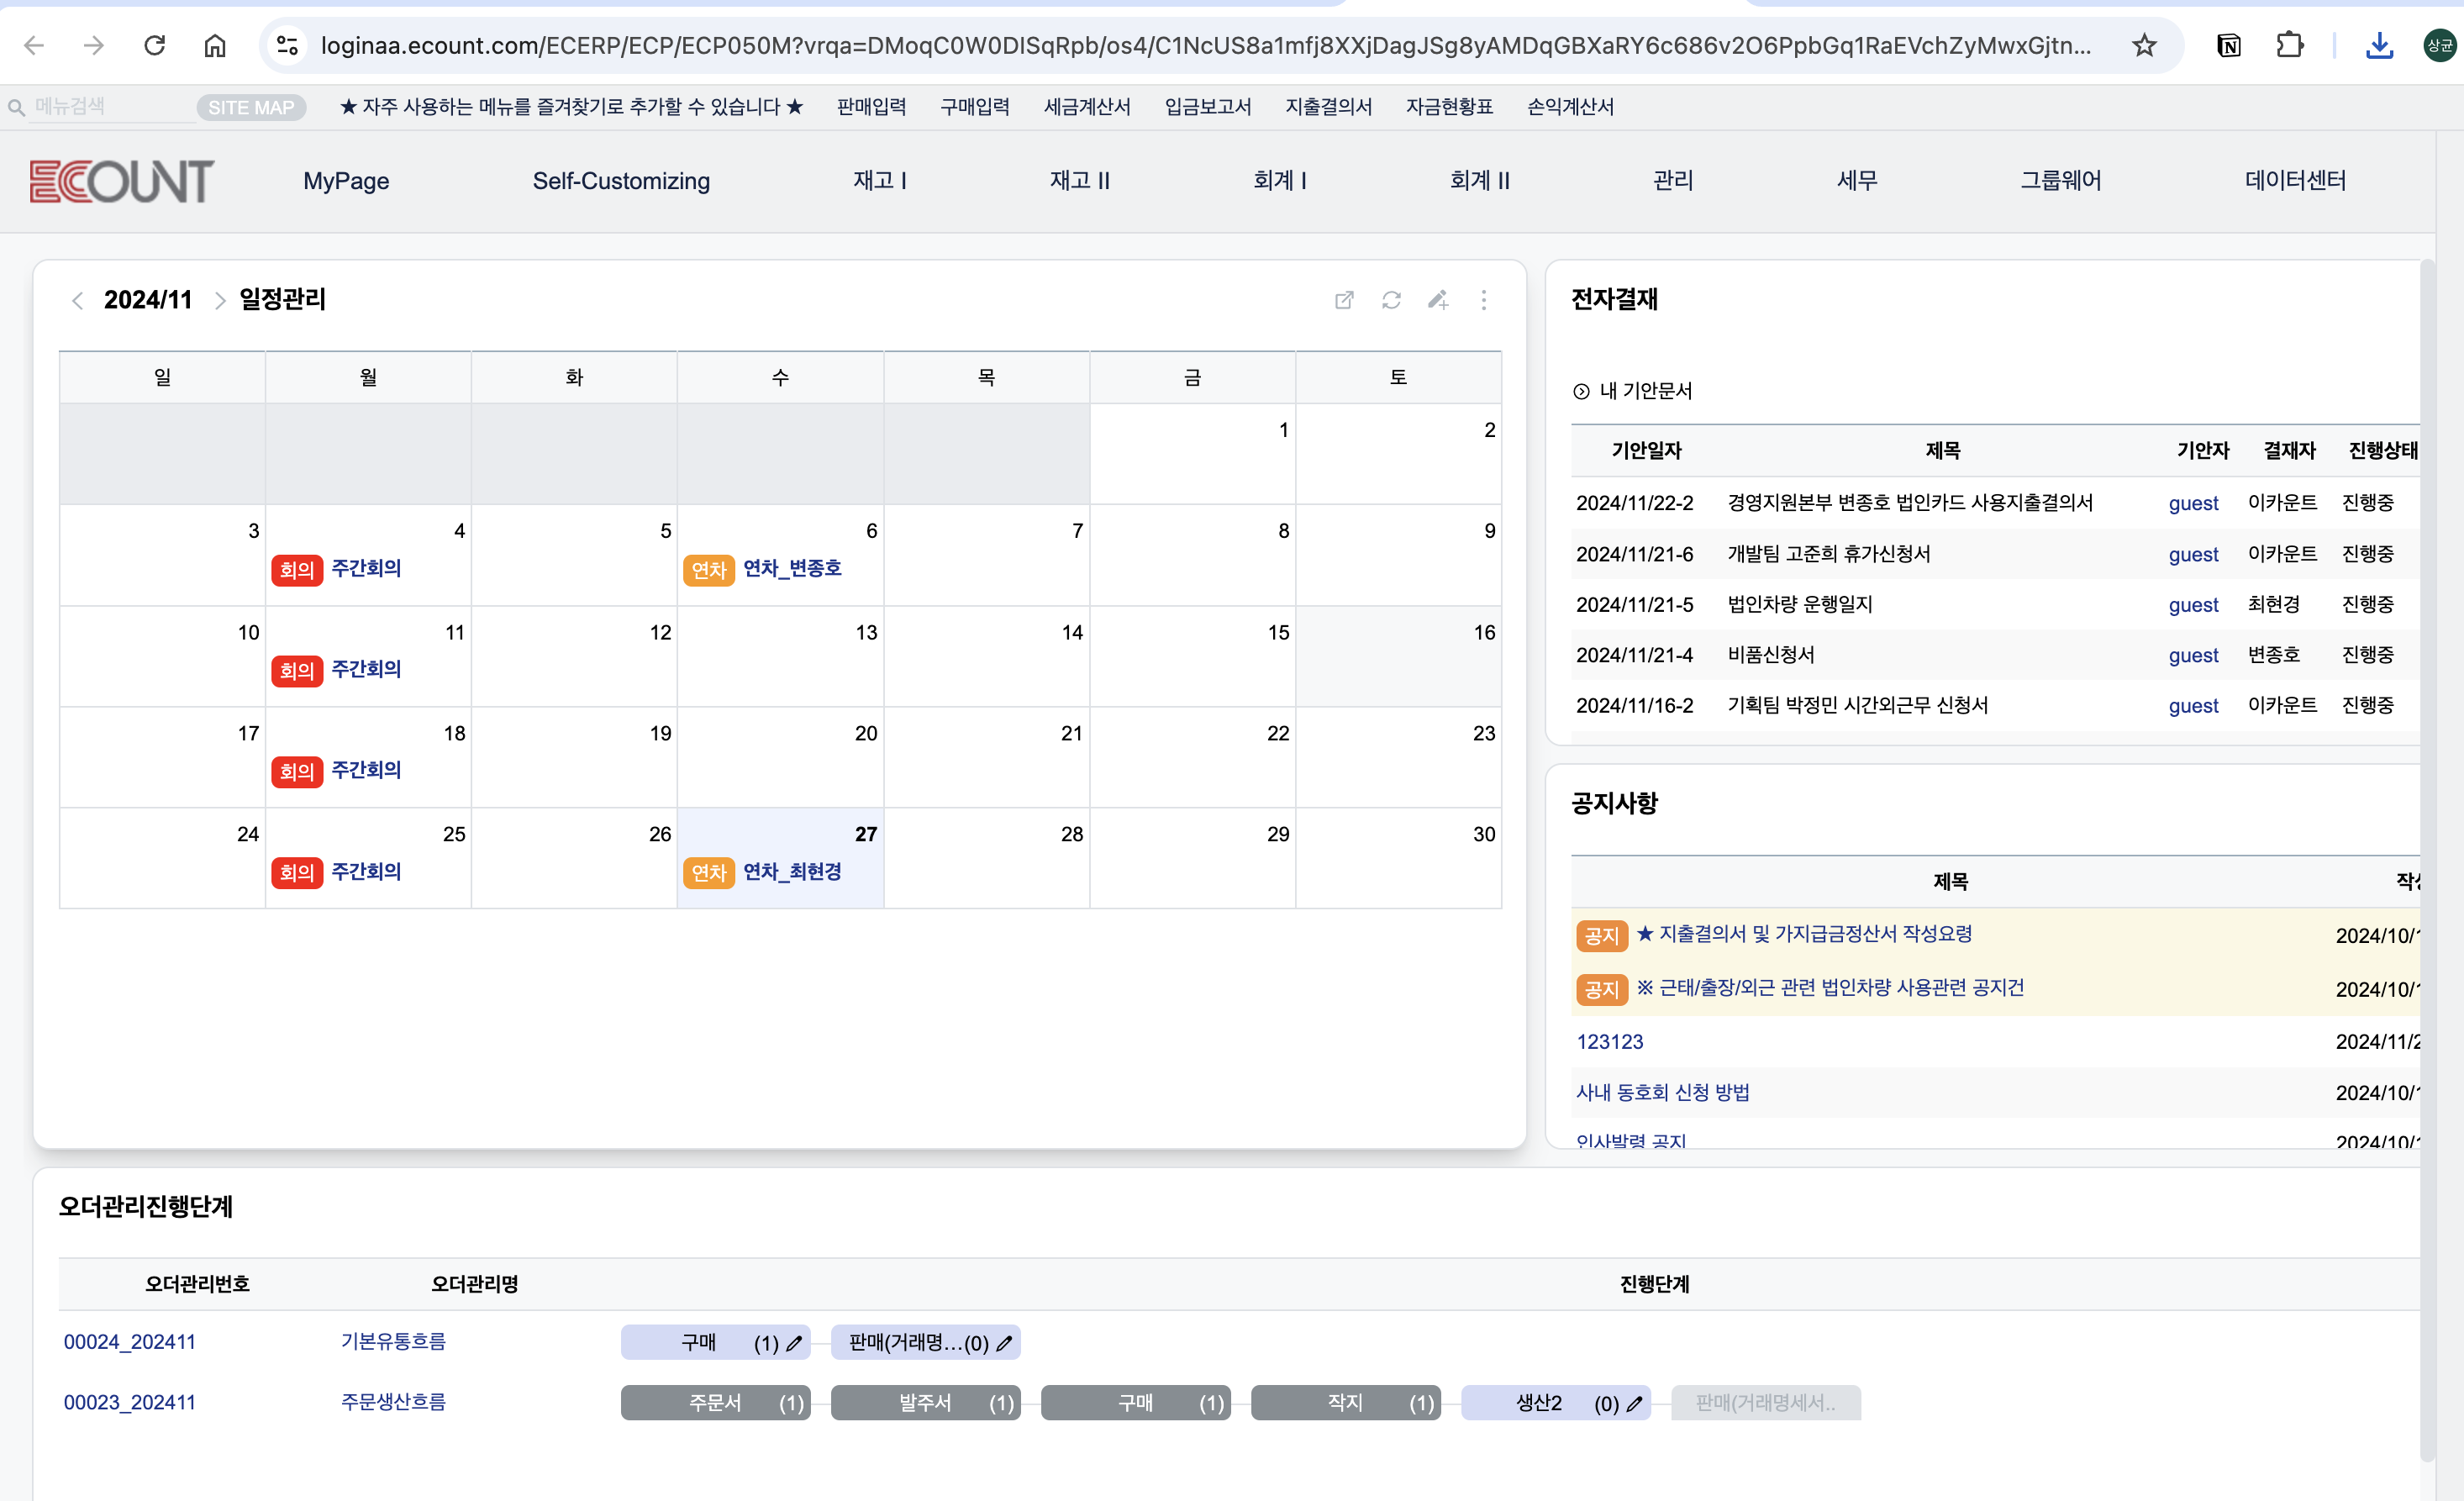 loginaa.ecount.com/ECERP/ECP/ECP050M?vrqa=DMoqC0W0DISqRpb/os4/C1NcUS8a1mfj8XXjDagJSg8yAMDqGBXaRY6c686v2O6PpbGq1RaEVchZyMwxGjtn...
상균
메뉴검색 SITE MAP ★ 자주 사용하는 메뉴를 즐겨찾기로 추가할 수 있습니다 ★ 판매입력 구매입력 세금계산서 입금보고서 지출결의서 자금현황표 손익계산서
ECOUNT MyPage Self-Customizing 재고 I 재고 II 회계 I 회계 II 관리 세무 그룹웨어 데이터센터
2024/11 일정관리
일 월 화 수 목 금 토
1 2
3 4 5 6 7 8 9
회의 주간회의 연차 연차_변종호
10 11 12 13 14 15 16
회의 주간회의
17 18 19 20 21 22 23
회의 주간회의
24 25 26 27 28 29 30
회의 주간회의 연차 연차_최현경
전자결재
내 기안문서
기안일자 제목 기안자 결재자 진행상태
2024/11/22-2 경영지원본부 변종호 법인카드 사용지출결의서 guest 이카운트 진행중
2024/11/21-6 개발팀 고준희 휴가신청서 guest 이카운트 진행중
2024/11/21-5 법인차량 운행일지 guest 최현경 진행중
2024/11/21-4 비품신청서 guest 변종호 진행중
2024/11/16-2 기획팀 박정민 시간외근무 신청서 guest 이카운트 진행중
공지사항
제목
공지 ★ 지출결의서 및 가지급금정산서 작성요령 2024/10/1
공지 ※ 근태/출장/외근 관련 법인차량 사용관련 공지건 2024/10/1
123123 2024/11/2
사내 동호회 신청 방법 2024/10/1
인사발령 공지 2024/10/1
오더관리진행단계
오더관리번호 오더관리명 진행단계
00024_202411 기본유통흐름 구매 (1) 판매(거래명...(0)
00023_202411 주문생산흐름 주문서 (1) 발주서 (1) 구매 (1) 작지 (1) 생산2 (0) 판매(거래명세서..